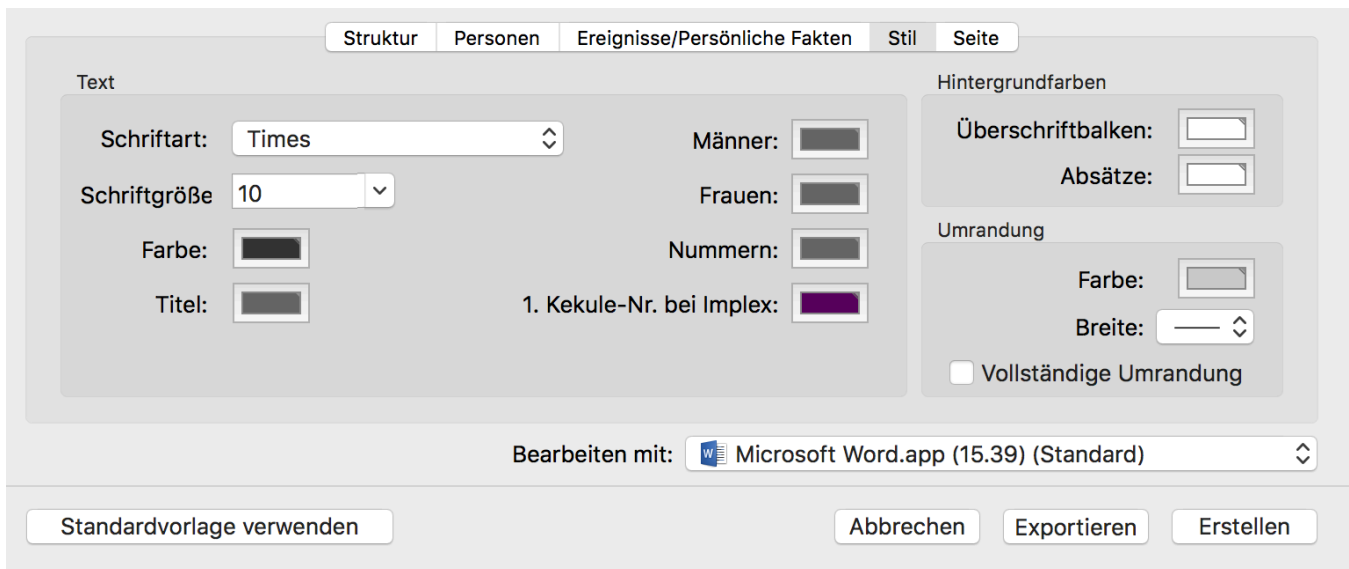 Struktur Personen Ereignisse/Persönliche Fakten Stil Seite
Text
Schriftart: Times
Schriftgröße 10
Farbe:
Titel:
Männer:
Frauen:
Nummern:
1. Kekule-Nr. bei Implex:
Hintergrundfarben
Überschriftbalken:
Absätze:
Umrandung
Farbe:
Breite:
Vollständige Umrandung
Bearbeiten mit: Microsoft Word.app (15.39) (Standard)
Standardvorlage verwenden Abbrechen Exportieren Erstellen